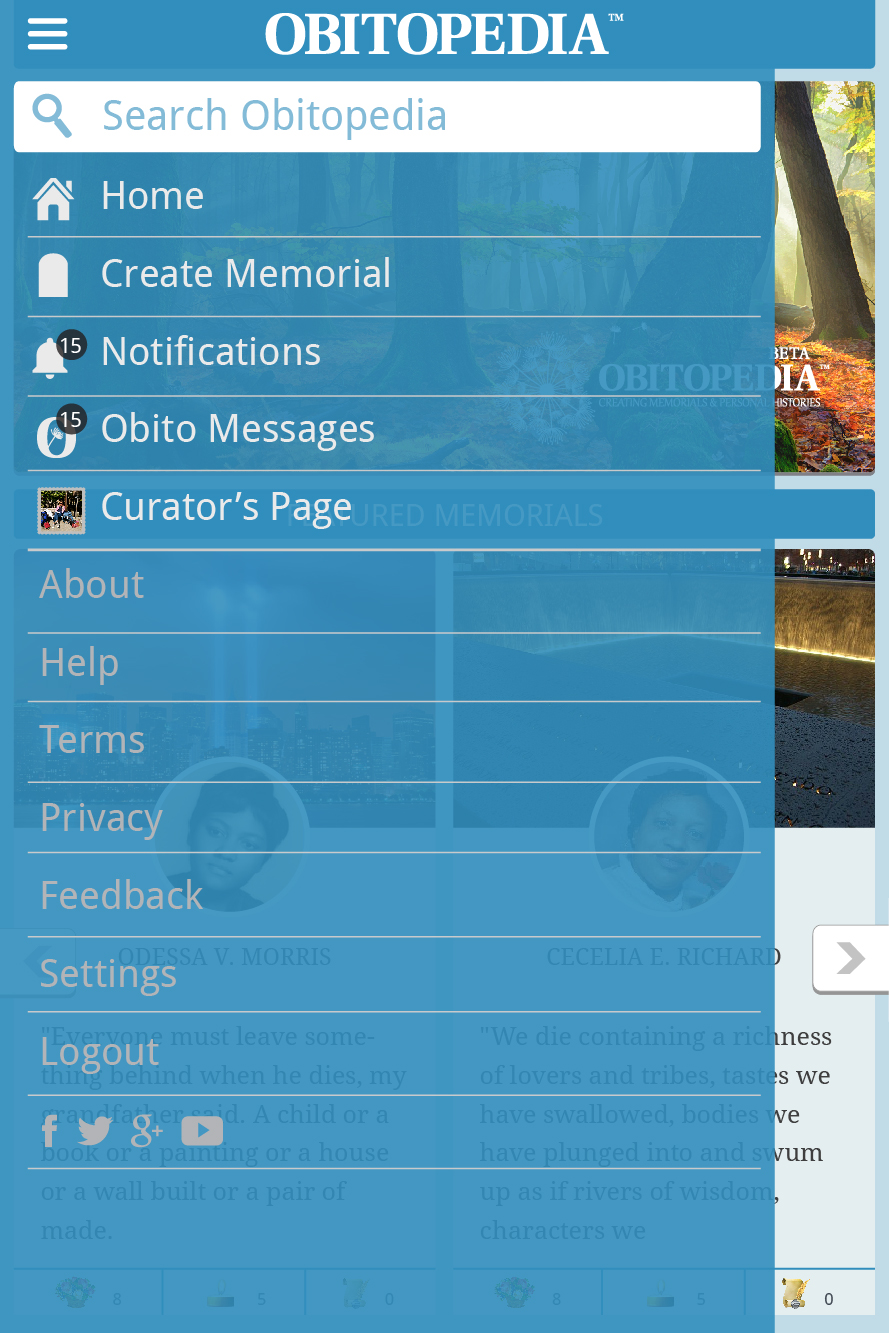 OBITOPEDIA™
Search Obitopedia
Home
Create Memorial
BETA
15
Notifications
OBITOPEDIA™
CREATING MEMORIALS & PERSONAL HISTORIES
15
Obito Messages
Curator's Page
FEATURED MEMORIALS
About
Help
Terms
Privacy
Feedback
ODESSA V. MORRIS
CECELIA E. RICHARD
Settings
"Everyone must leave some-
thing behind when he dies, my
grandfather said. A child or a
book or a painting or a house
or a wall built or a pair of
made.
"We die containing a richness
of lovers and tribes, tastes we
have swallowed, bodies we
have plunged into and swum
up as if rivers of wisdom,
characters we
Logout
f g+
8 5 0 8 5 0